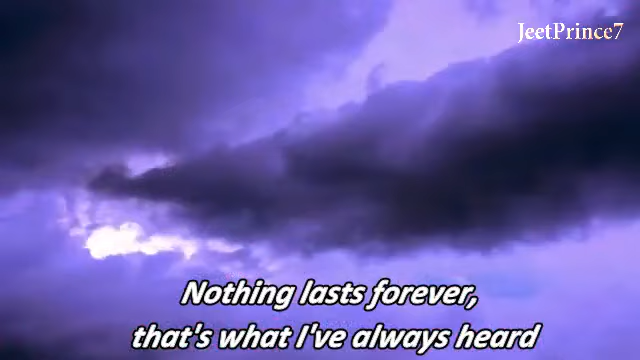 JeetPrince7
Nothing lasts forever,
that's what I've always heard